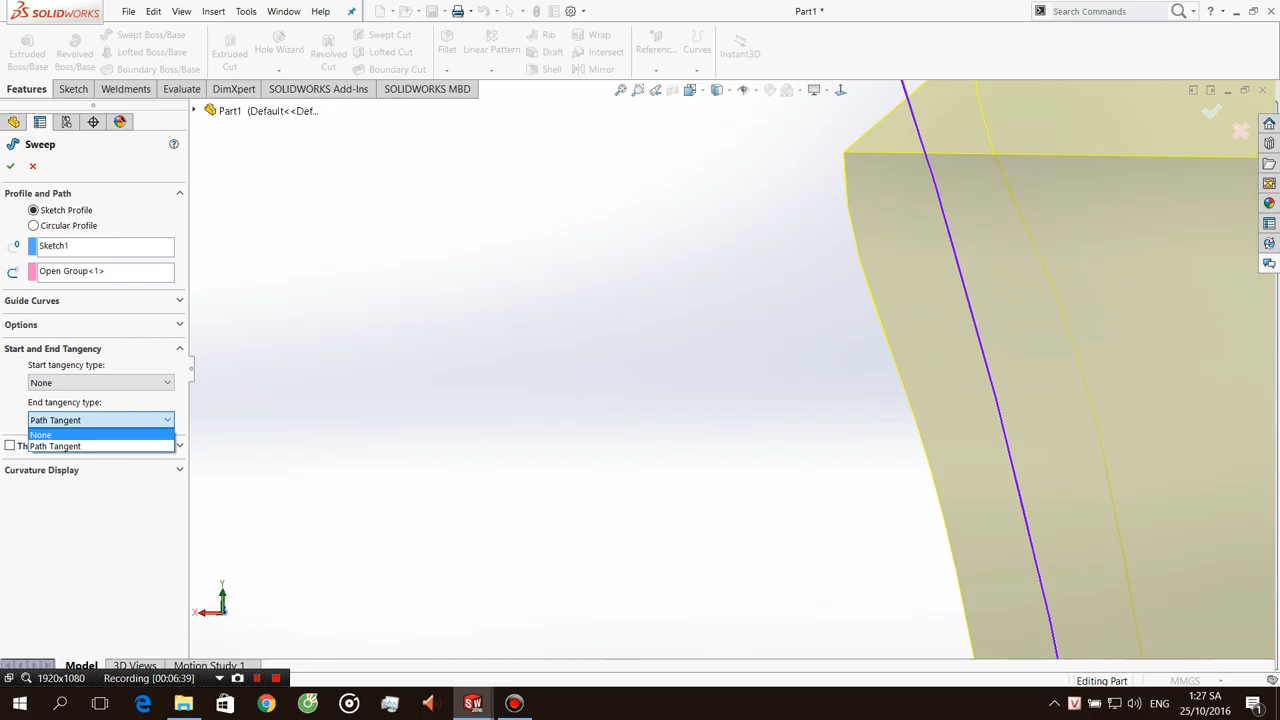 SOLIDWORKS File Edit View Insert Tools Window Help Part1 * Search Commands
Extruded Boss/Base
Revolved Boss/Base
Swept Boss/Base
Lofted Boss/Base
Boundary Boss/Base
Extruded Cut
Hole Wizard
Revolved Cut
Swept Cut
Lofted Cut
Boundary Cut
Fillet
Linear Pattern
Rib
Draft
Shell
Wrap
Intersect
Mirror
Referenc...
Curves
Instant3D
Features Sketch Weldments Evaluate DimXpert SOLIDWORKS Add-Ins SOLIDWORKS MBD
Part1 (Default<<Def...
Sweep
Profile and Path
Sketch Profile
Circular Profile
Sketch1
Open Group<1>
Guide Curves
Options
Start and End Tangency
Start tangency type:
None
End tangency type:
Path Tangent
None
Path Tangent
Th
Curvature Display
Y
X
Model 3D Views Motion Study 1
1920x1080 Recording [00:06:39]
Editing Part MMGS
ENG 1:27 SA
25/10/2016